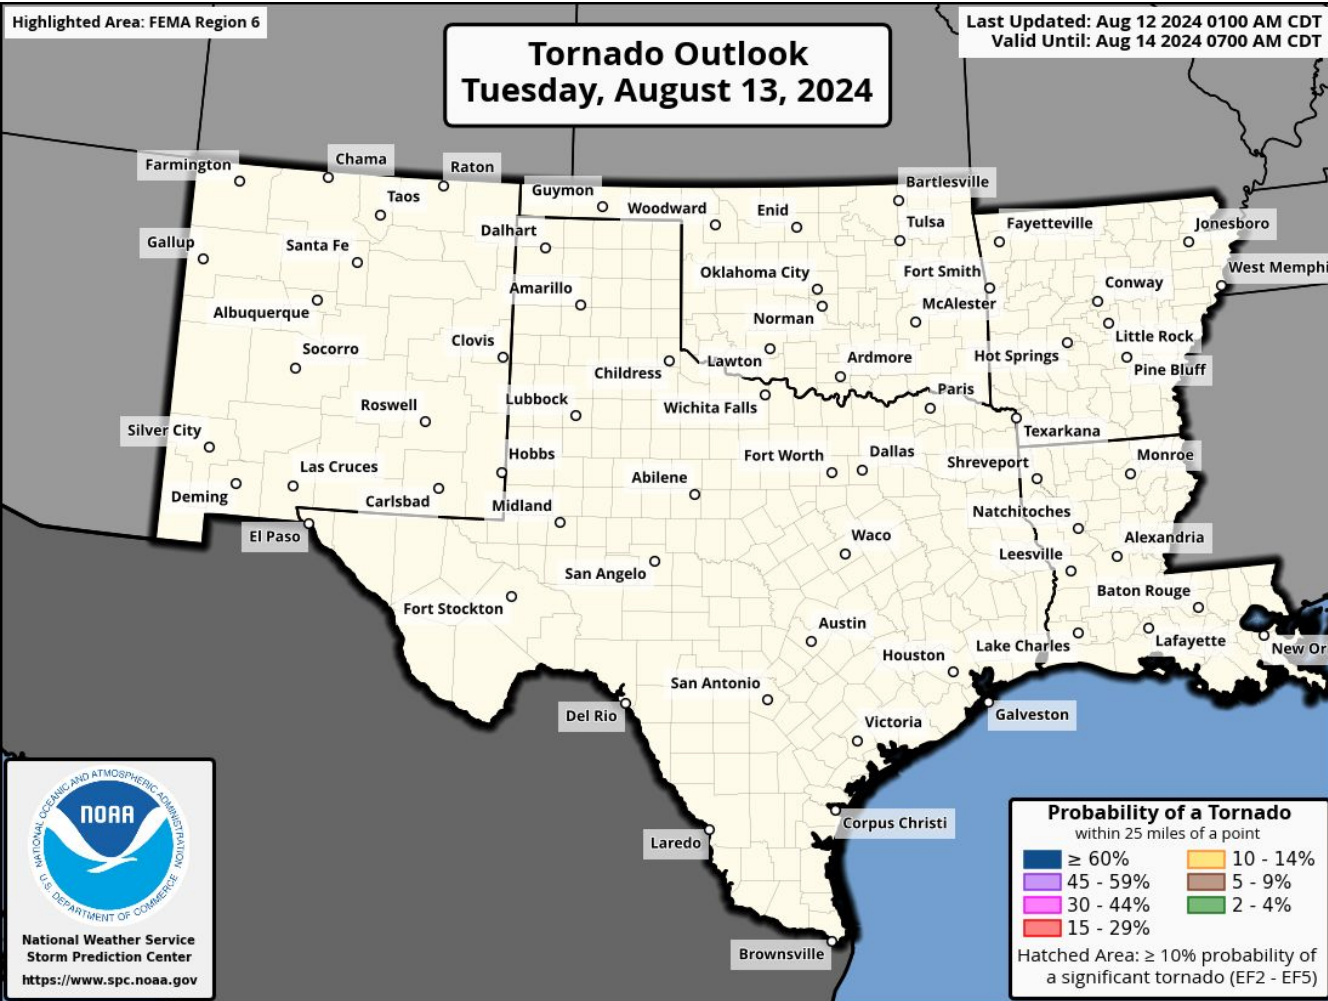 Highlighted Area: FEMA Region 6
Last Updated: Aug 12 2024 0100 AM CDT
Valid Until: Aug 14 2024 0700 AM CDT
Tornado Outlook
Tuesday, August 13, 2024
Farmington
Chama
Raton
Taos
Guymon
Woodward
Enid
Bartlesville
Tulsa
Fayetteville
Jonesboro
Gallup
Santa Fe
Dalhart
Oklahoma City
Fort Smith
West Memphi
Amarillo
Conway
Albuquerque
Norman
McAlester
Socorro
Clovis
Little Rock
Childress
Lawton
Ardmore
Hot Springs
Pine Bluff
Roswell
Lubbock
Wichita Falls
Paris
Silver City
Texarkana
Las Cruces
Hobbs
Fort Worth
Dallas
Shreveport
Monroe
Deming
Carlsbad
Midland
Abilene
Natchitoches
El Paso
Waco
Alexandria
San Angelo
Leesville
Fort Stockton
Baton Rouge
Austin
Lake Charles
Lafayette
New Or
Houston
San Antonio
Del Rio
Victoria
Galveston
Laredo
Corpus Christi
Brownsville
NATIONAL OCEANIC AND ATMOSPHERIC ADMINISTRATION
NOAA
U.S. DEPARTMENT OF COMMERCE
National Weather Service
Storm Prediction Center
https://www.spc.noaa.gov
Probability of a Tornado
within 25 miles of a point
≥ 60%
45 - 59%
30 - 44%
15 - 29%
10 - 14%
5 - 9%
2 - 4%
Hatched Area: ≥ 10% probability of
a significant tornado (EF2 - EF5)